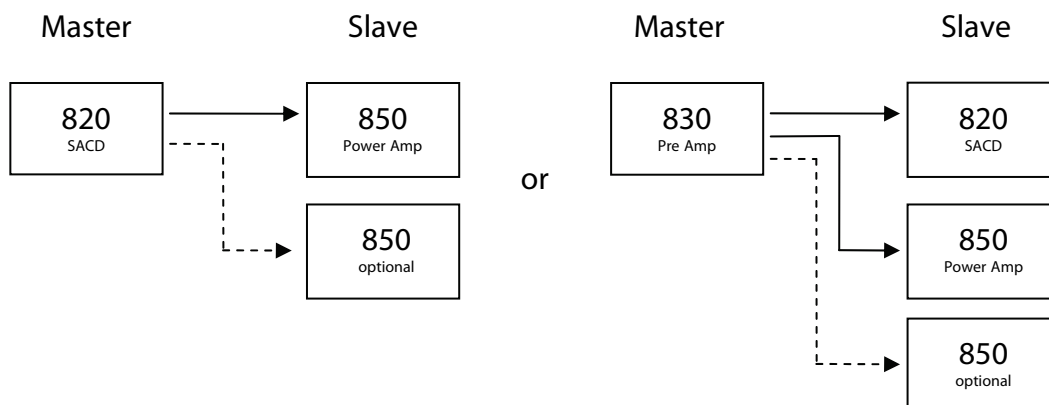 Master
Slave
820
SACD
850
Power Amp
850
optional
or
Master
Slave
830
Pre Amp
820
SACD
850
Power Amp
850
optional